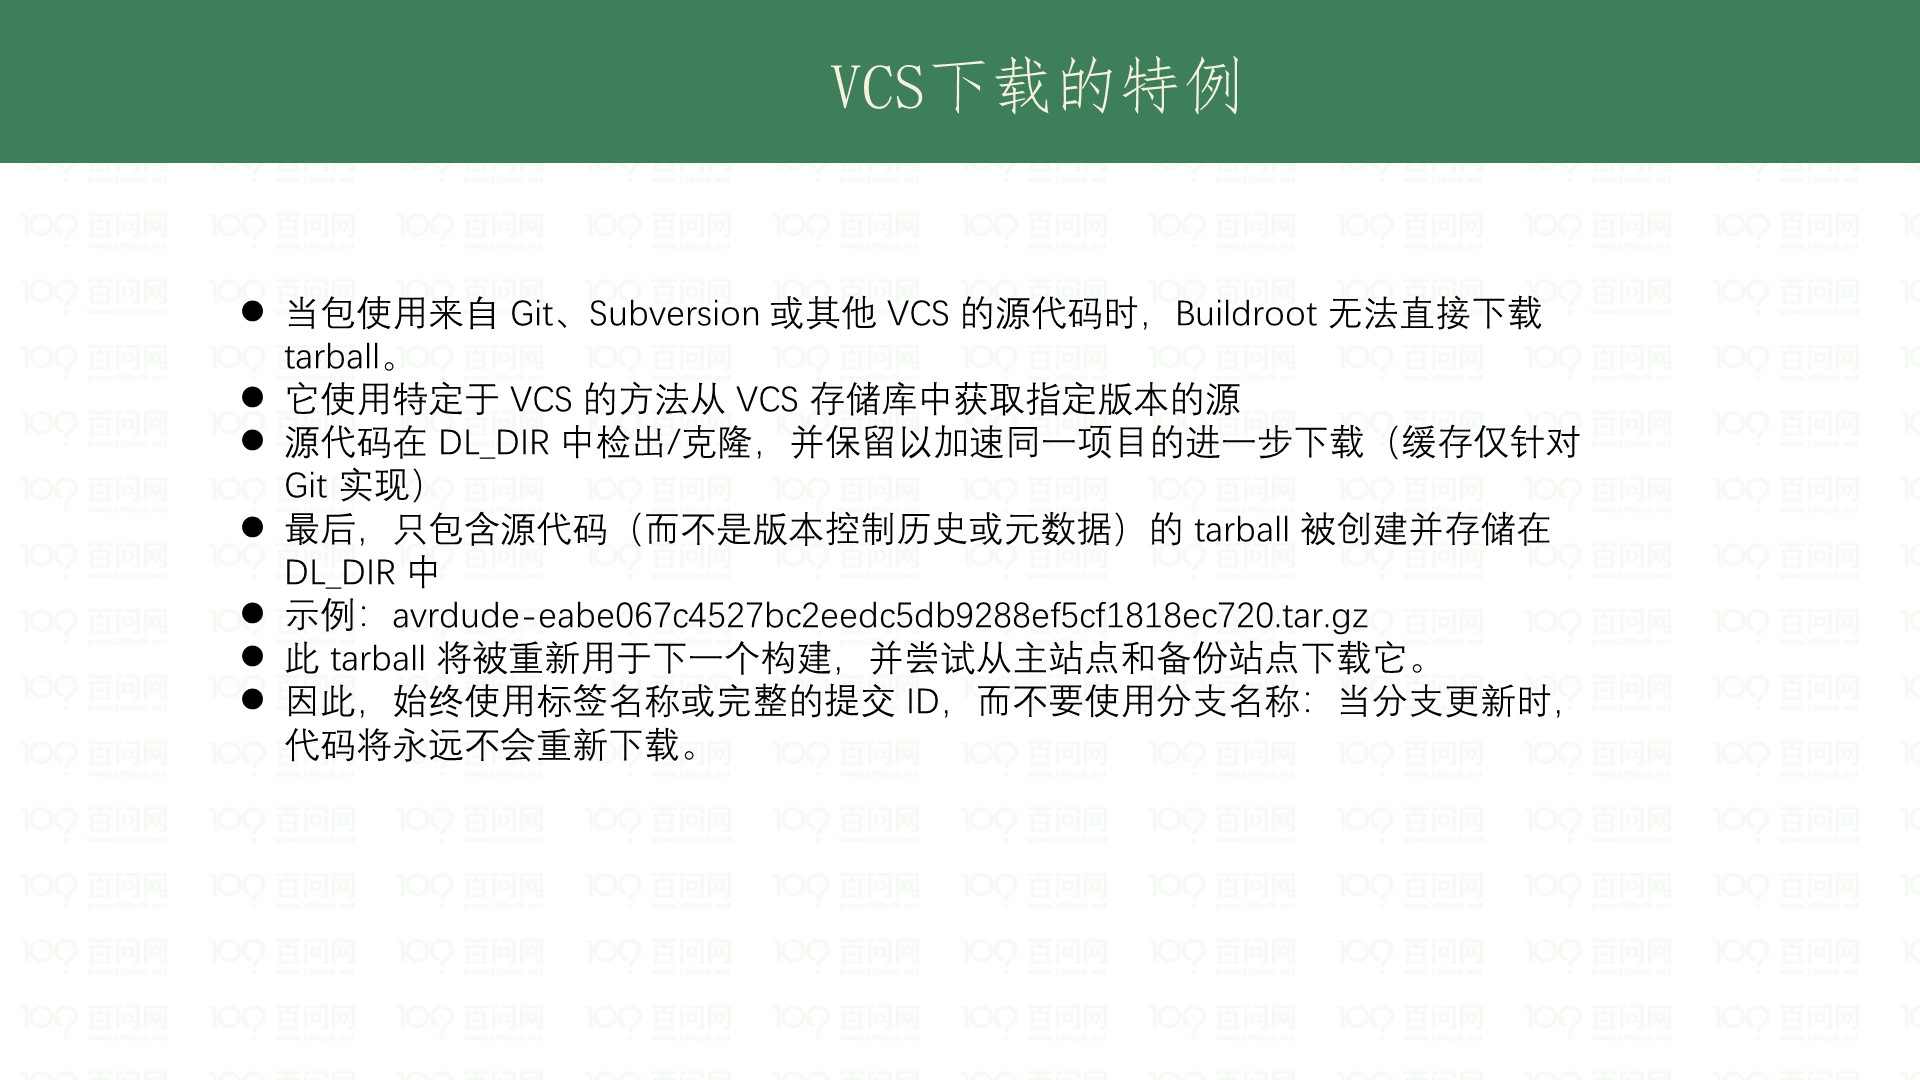 VCS下载的特例
● 当包使用来自 Git、Subversion 或其他 VCS 的源代码时，Buildroot 无法直接下载
tarball。
● 它使用特定于 VCS 的方法从 VCS 存储库中获取指定版本的源
● 源代码在 DL_DIR 中检出/克隆，并保留以加速同一项目的进一步下载（缓存仅针对
Git 实现）
● 最后，只包含源代码（而不是版本控制历史或元数据）的 tarball 被创建并存储在
DL_DIR 中
● 示例：avrdude-eabe067c4527bc2eedc5db9288ef5cf1818ec720.tar.gz
● 此 tarball 将被重新用于下一个构建，并尝试从主站点和备份站点下载它。
● 因此，始终使用标签名称或完整的提交 ID，而不要使用分支名称：当分支更新时，
代码将永远不会重新下载。